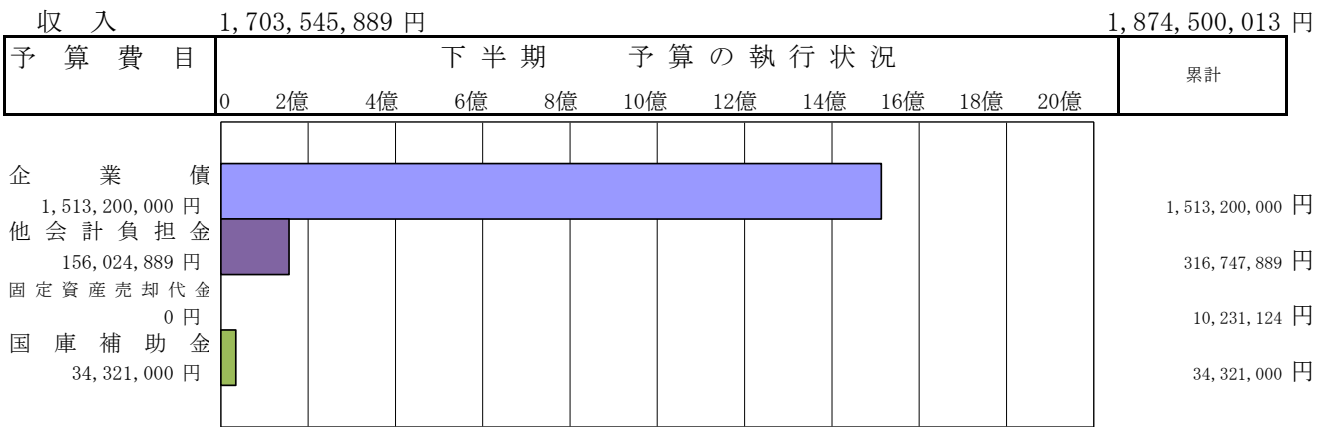 収 入 1,703,545,889 円 1,874,500,013 円
予 算 費 目 下 半 期 予 算 の 執 行 状 況 累計
0 2億 4億 6億 8億 10億 12億 14億 16億 18億 20億
企 業 債
1,513,200,000 円 1,513,200,000 円
他 会 計 負 担 金
156,024,889 円 316,747,889 円
固 定 資 産 売 却 代 金
0 円 10,231,124 円
国 庫 補 助 金
34,321,000 円 34,321,000 円